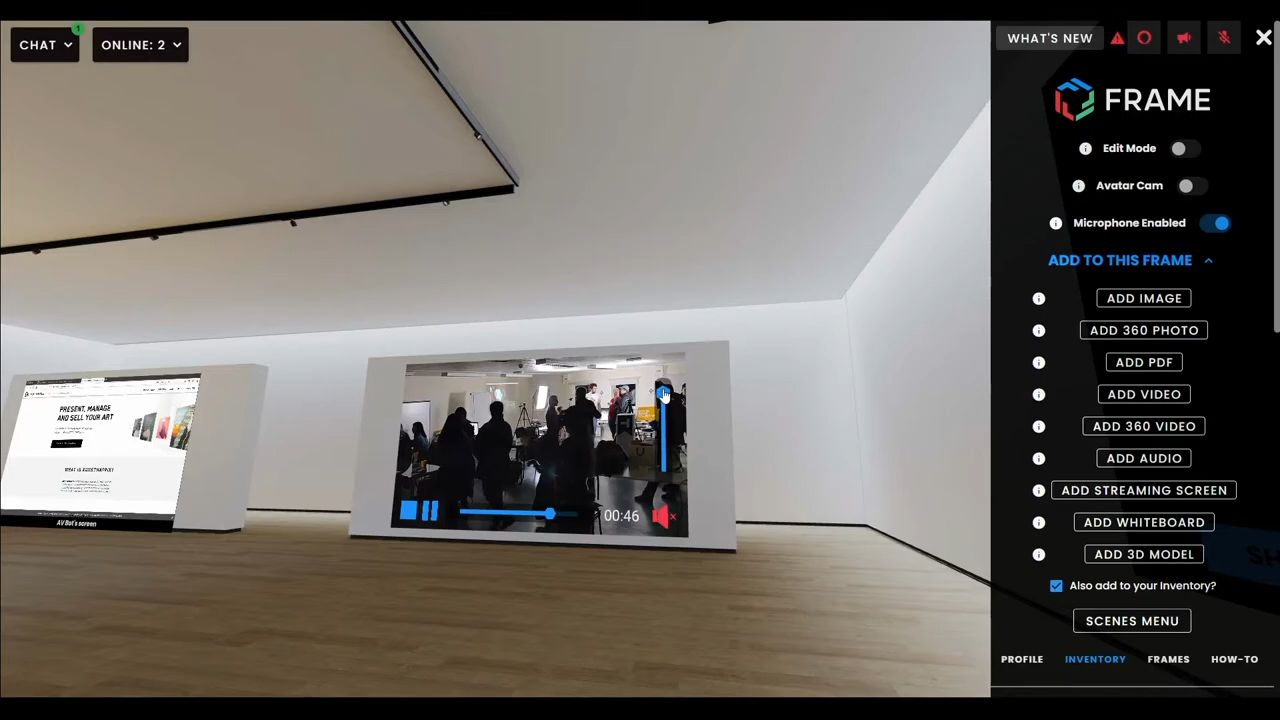 CHAT
1
ONLINE: 2
WHAT'S NEW
FRAME
Edit Mode
Avatar Cam
Microphone Enabled
ADD TO THIS FRAME
ADD IMAGE
ADD 360 PHOTO
ADD PDF
ADD VIDEO
ADD 360 VIDEO
ADD AUDIO
ADD STREAMING SCREEN
ADD WHITEBOARD
ADD 3D MODEL
Also add to your Inventory?
SCENES MENU
PROFILE INVENTORY FRAMES HOW-TO
PRESENT, MANAGE
AND SELL YOUR ART
AV Bot's screen
00:46